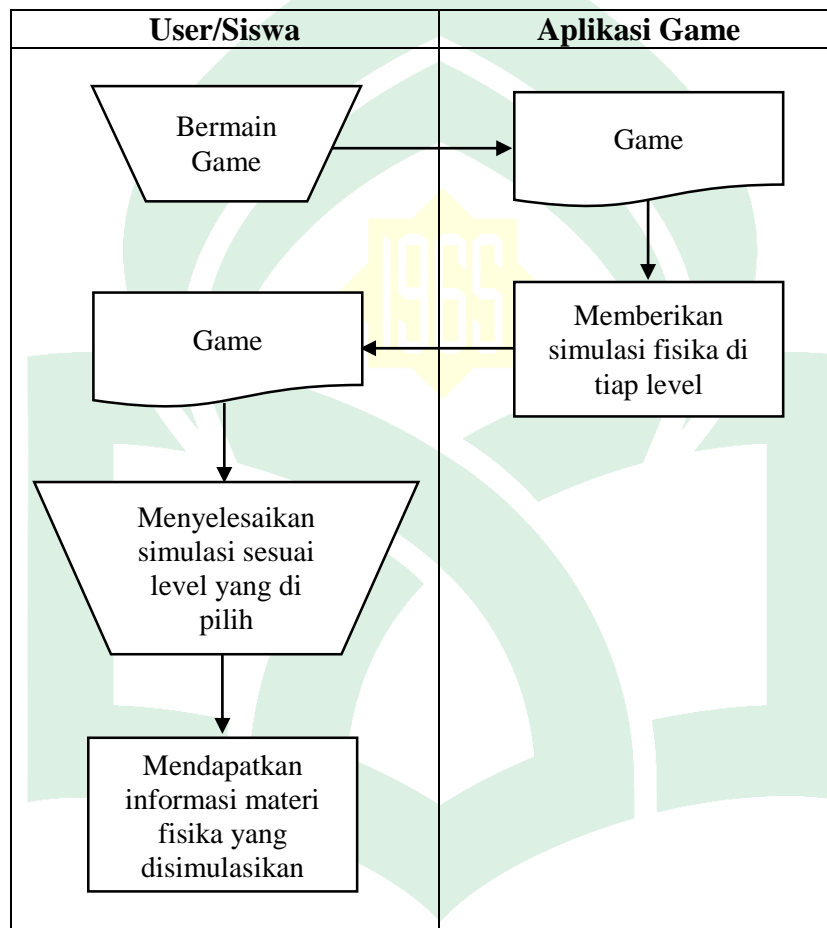 User/Siswa
Aplikasi Game
Bermain
Game
Game
Memberikan
simulasi fisika di
tiap level
Game
Menyelesaikan
simulasi sesuai
level yang di
pilih
Mendapatkan
informasi materi
fisika yang
disimulasikan
1965